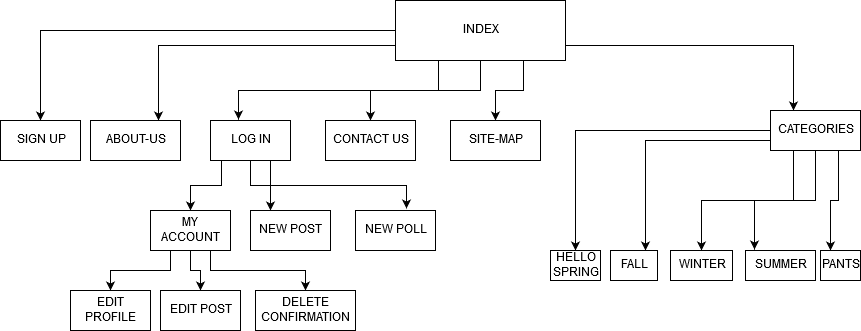 INDEX
SIGN UP
ABOUT-US
LOG IN
CONTACT US
SITE-MAP
CATEGORIES
MY
ACCOUNT
NEW POST
NEW POLL
HELLO
SPRING
FALL
WINTER
SUMMER
PANTS
EDIT
PROFILE
EDIT POST
DELETE
CONFIRMATION